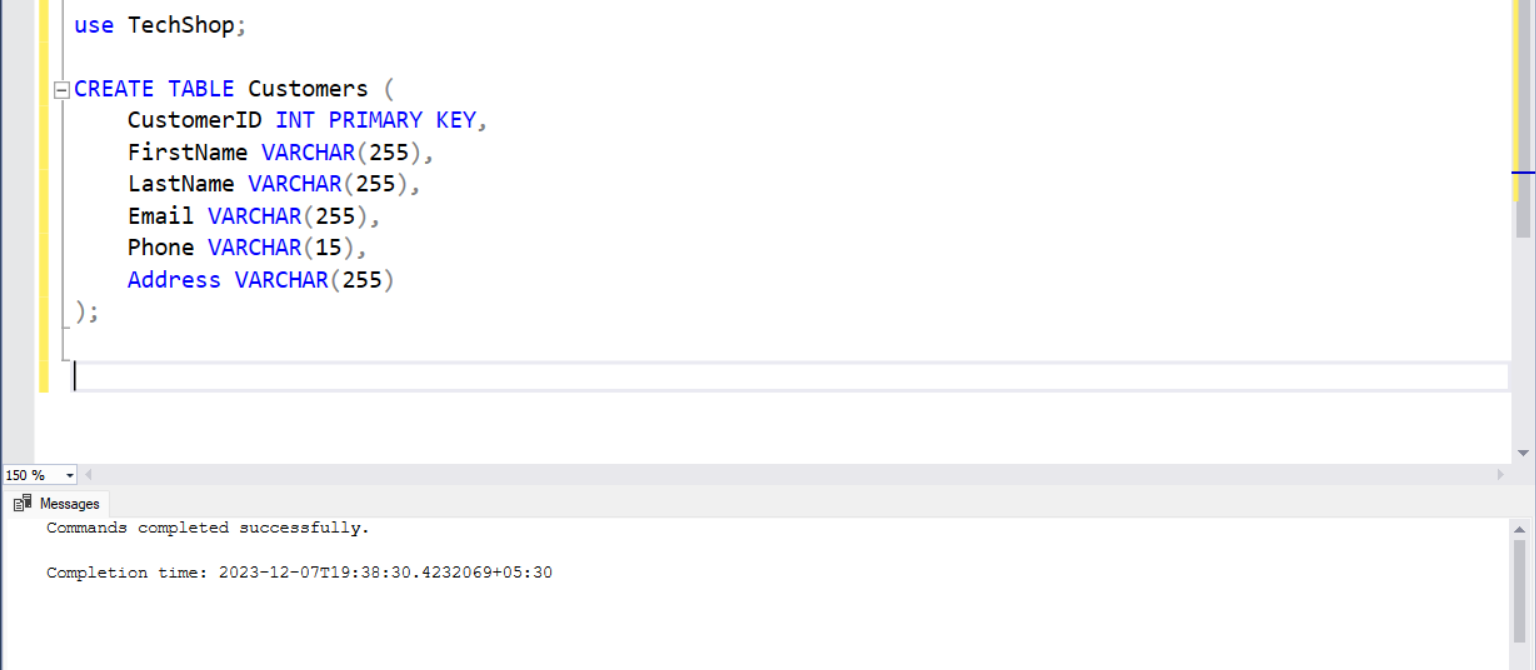 use TechShop;
CREATE TABLE Customers (
    CustomerID INT PRIMARY KEY,
    FirstName VARCHAR(255),
    LastName VARCHAR(255),
    Email VARCHAR(255),
    Phone VARCHAR(15),
    Address VARCHAR(255)
);
150 %
Messages
Commands completed successfully.
Completion time: 2023-12-07T19:38:30.4232069+05:30